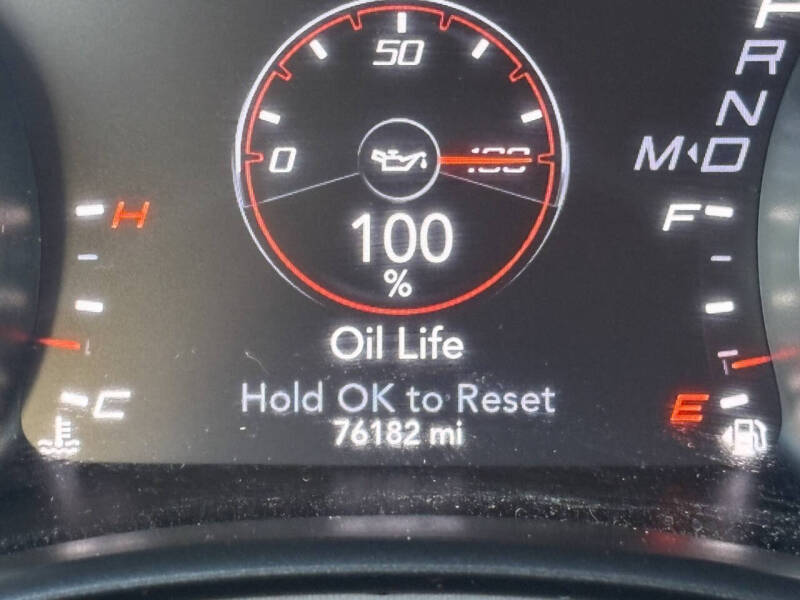 P
50
R
N
0 100
M D
H
F
100
%
Oil Life
C
Hold OK to Reset
E
76182 mi